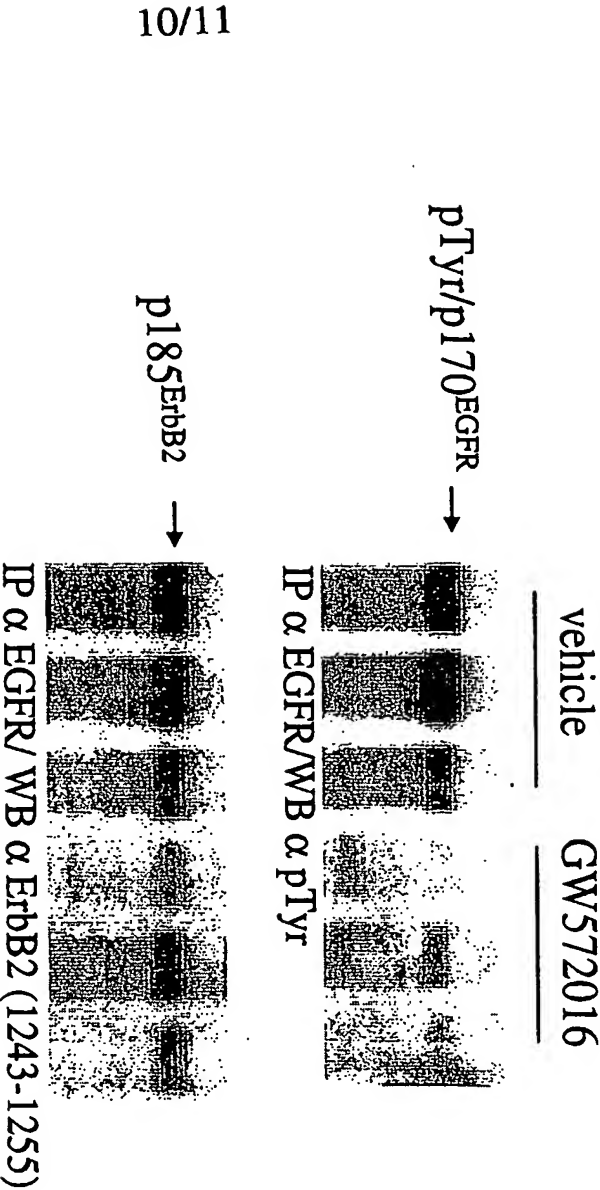 10/11
vehicle GW572016
pTyr/p170EGFR →
IP α EGFR/WB α pTyr
p185ErbB2 →
IP α EGFR/ WB α ErbB2 (1243-1255)